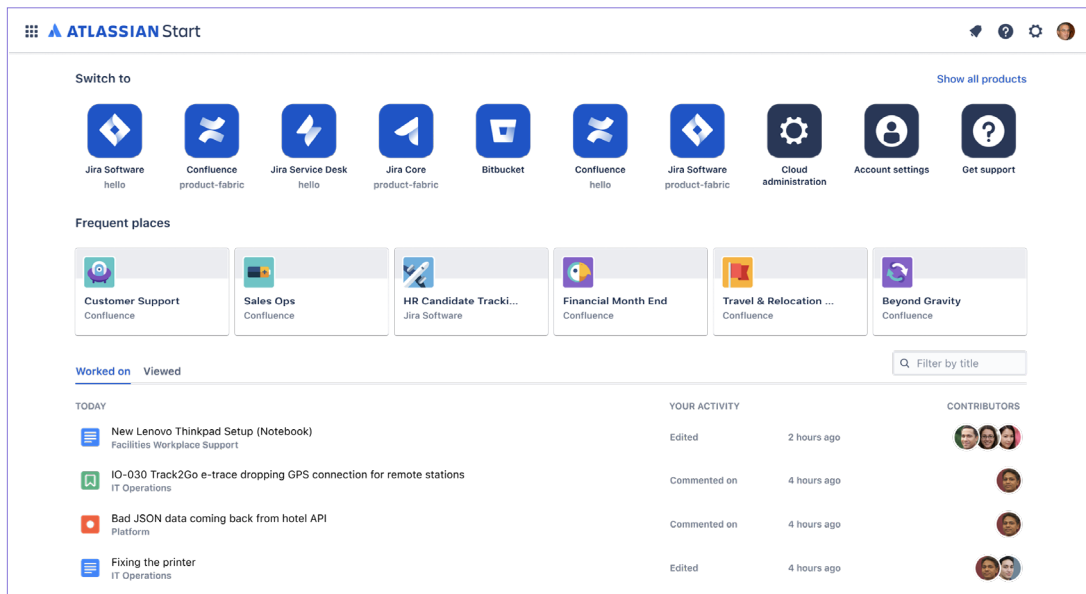 ATLASSIAN Start
Switch to
Show all products
Jira Software
hello
Confluence
product-fabric
Jira Service Desk
hello
Jira Core
product-fabric
Bitbucket
Confluence
hello
Jira Software
product-fabric
Cloud
administration
Account settings
Get support
Frequent places
Customer Support
Confluence
Sales Ops
Confluence
HR Candidate Tracki...
Jira Software
Financial Month End
Confluence
Travel & Relocation ...
Confluence
Beyond Gravity
Confluence
Worked on
Viewed
Filter by title
TODAY
YOUR ACTIVITY
CONTRIBUTORS
New Lenovo Thinkpad Setup (Notebook)
Facilities Workplace Support
Edited
2 hours ago
IO-030 Track2Go e-trace dropping GPS connection for remote stations
IT Operations
Commented on
4 hours ago
Bad JSON data coming back from hotel API
Platform
Commented on
4 hours ago
Fixing the printer
IT Operations
Edited
4 hours ago